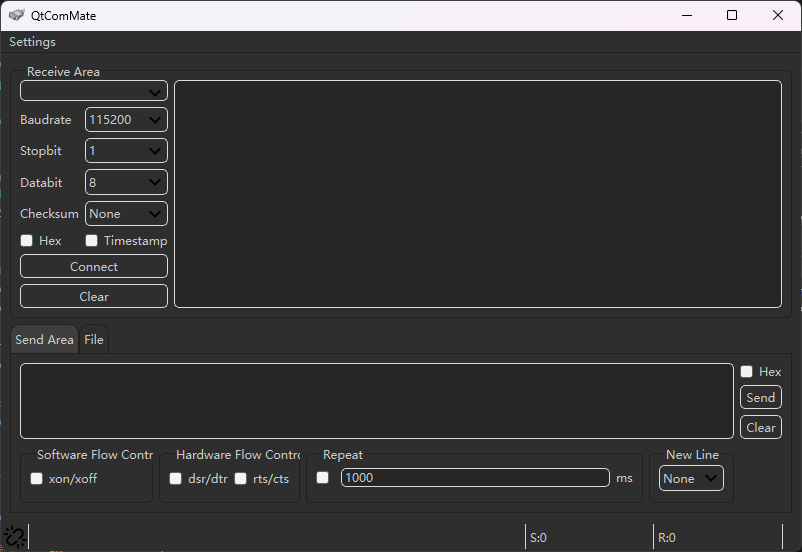 QtComMate
Settings
Receive Area
Baudrate 115200
Stopbit 1
Databit 8
Checksum None
Hex Timestamp
Connect
Clear
Send Area File
Hex
Send
Clear
Software Flow Contr
xon/xoff
Hardware Flow Contro
dsr/dtr rts/cts
Repeat
1000 ms
New Line
None
S:0 R:0